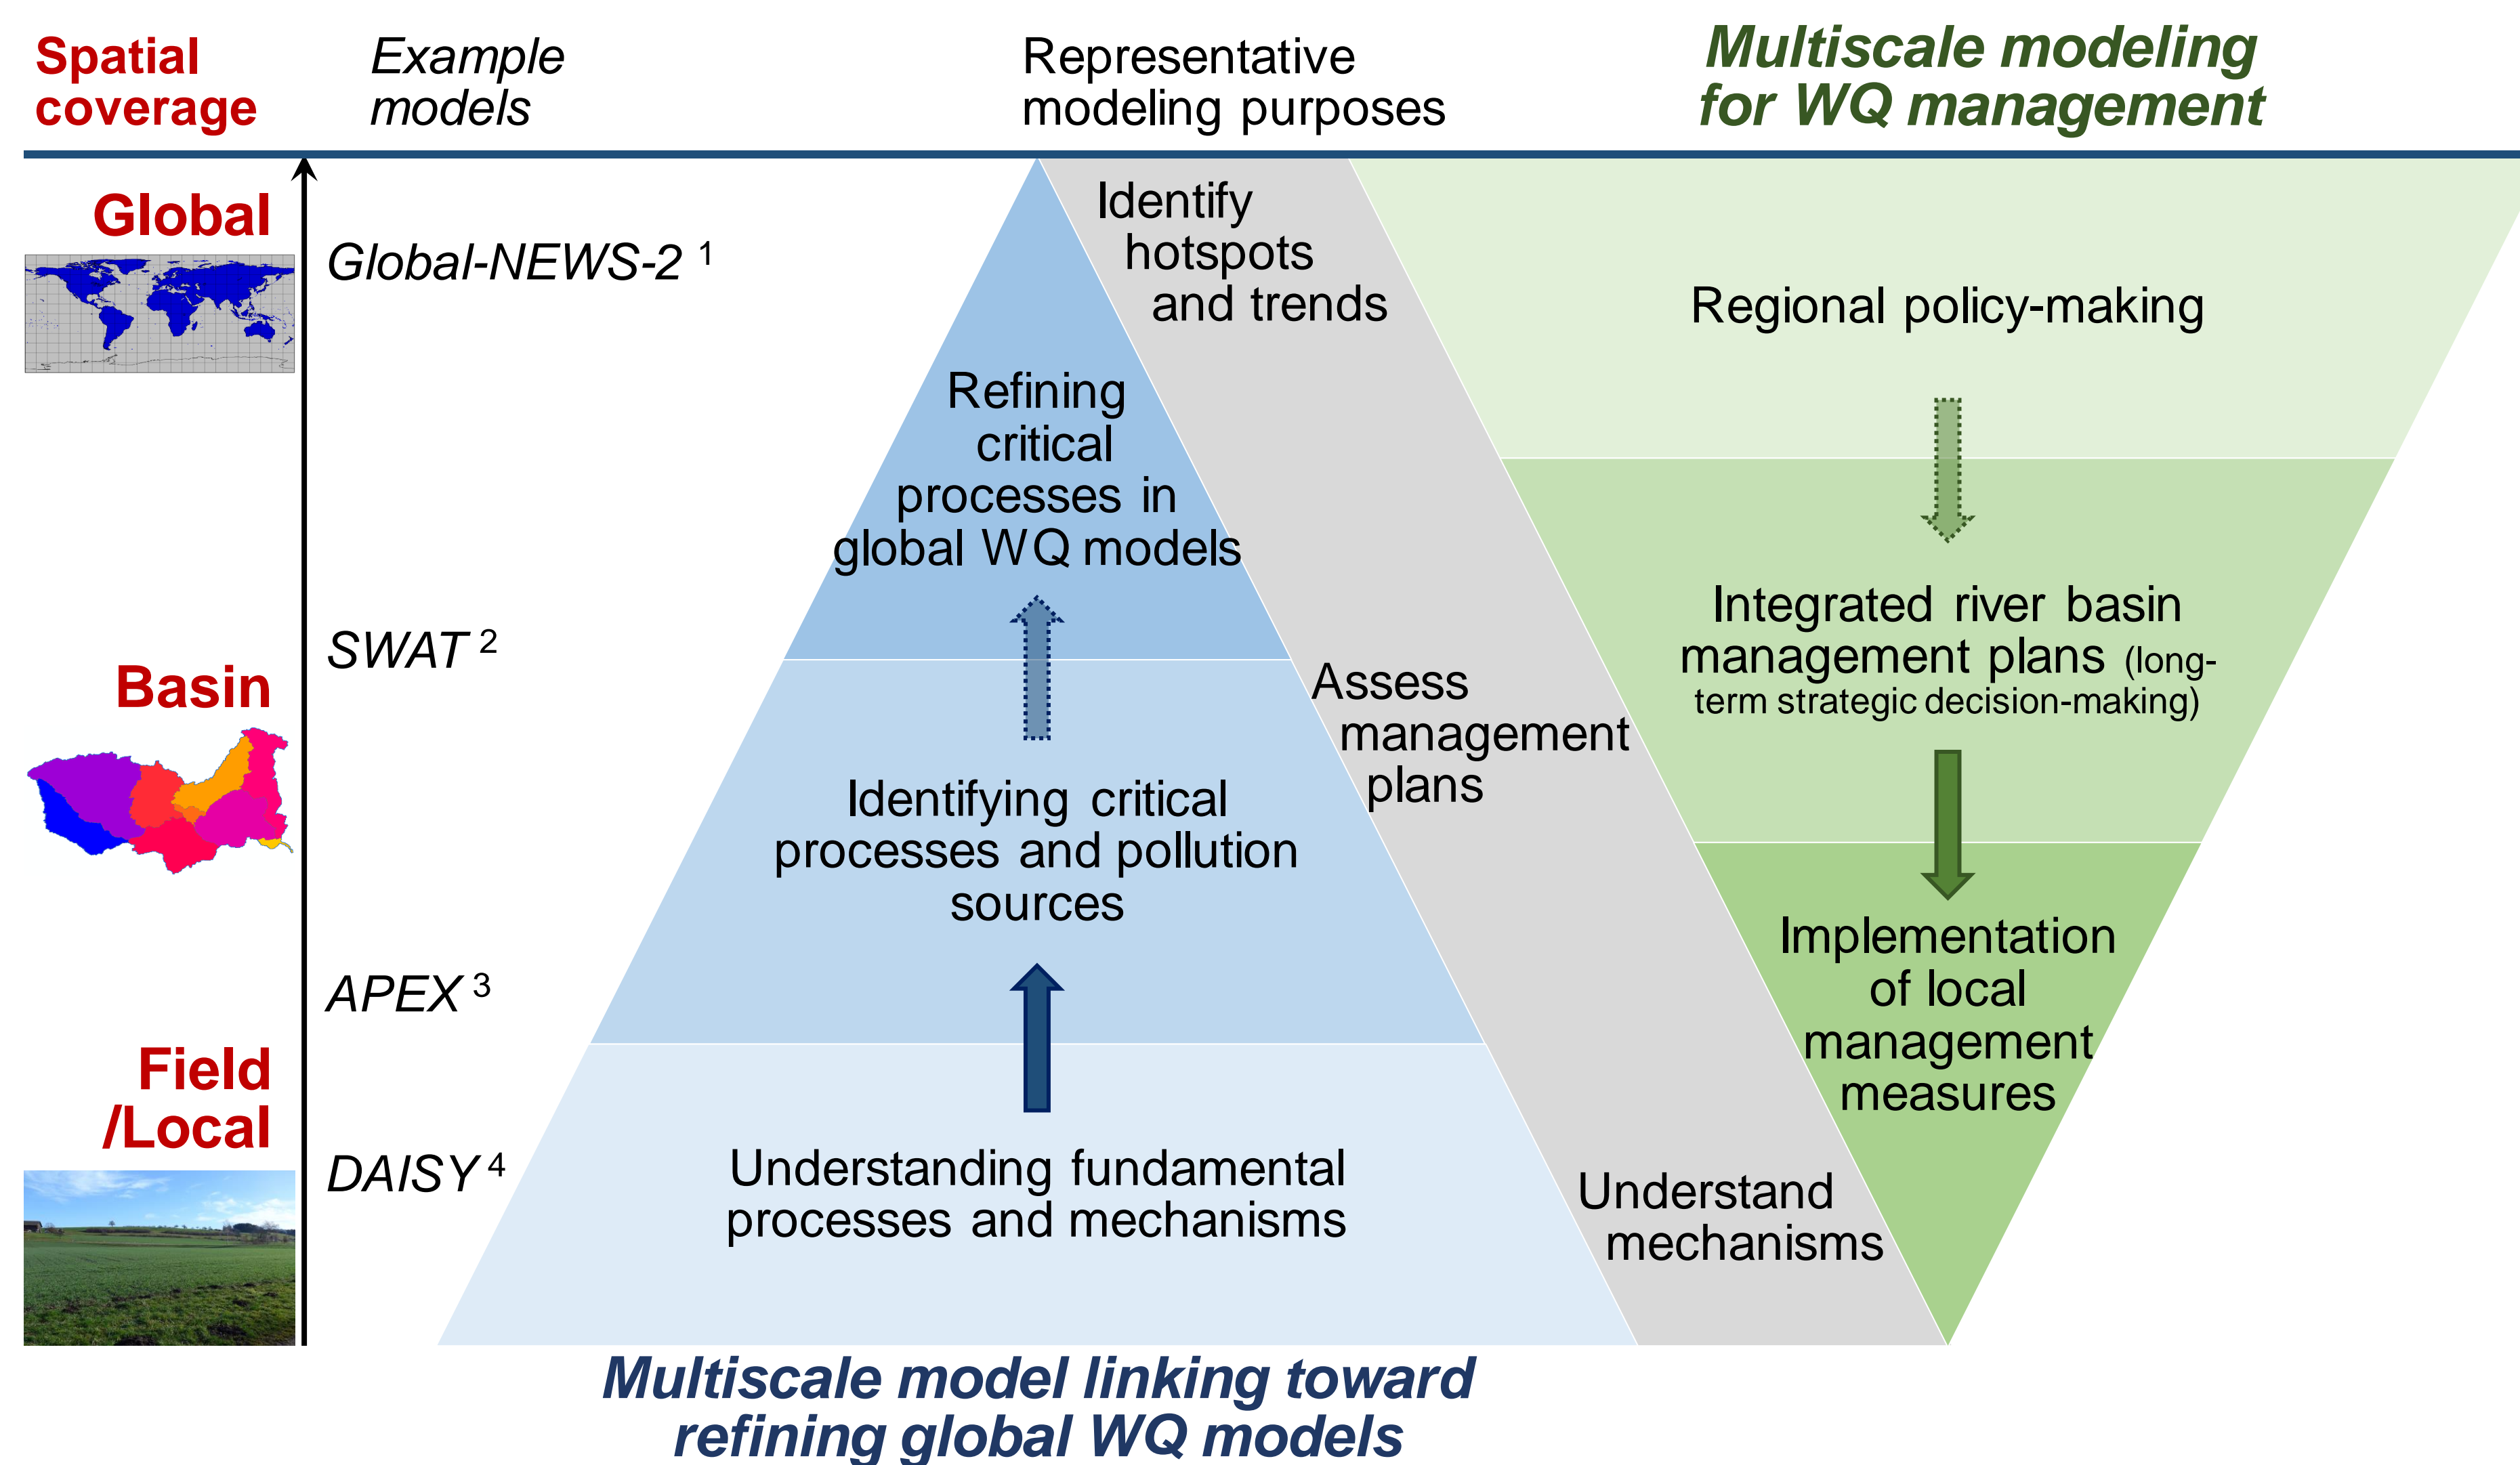 Spatial
coverage
Example
models
Representative
modeling purposes
Multiscale modeling
for WQ management
Global
Global-NEWS-2 1
Identify
hotspots
and trends
Regional policy-making
Refining
critical
processes in
global WQ models
SWAT 2
Basin
Assess
management
plans
Integrated river basin
management plans (long-
term strategic decision-making)
Identifying critical
processes and pollution
sources
APEX 3
Implementation
of local
management
measures
Field
/Local
DAISY 4
Understanding fundamental
processes and mechanisms
Understand
mechanisms
Multiscale model linking toward
refining global WQ models